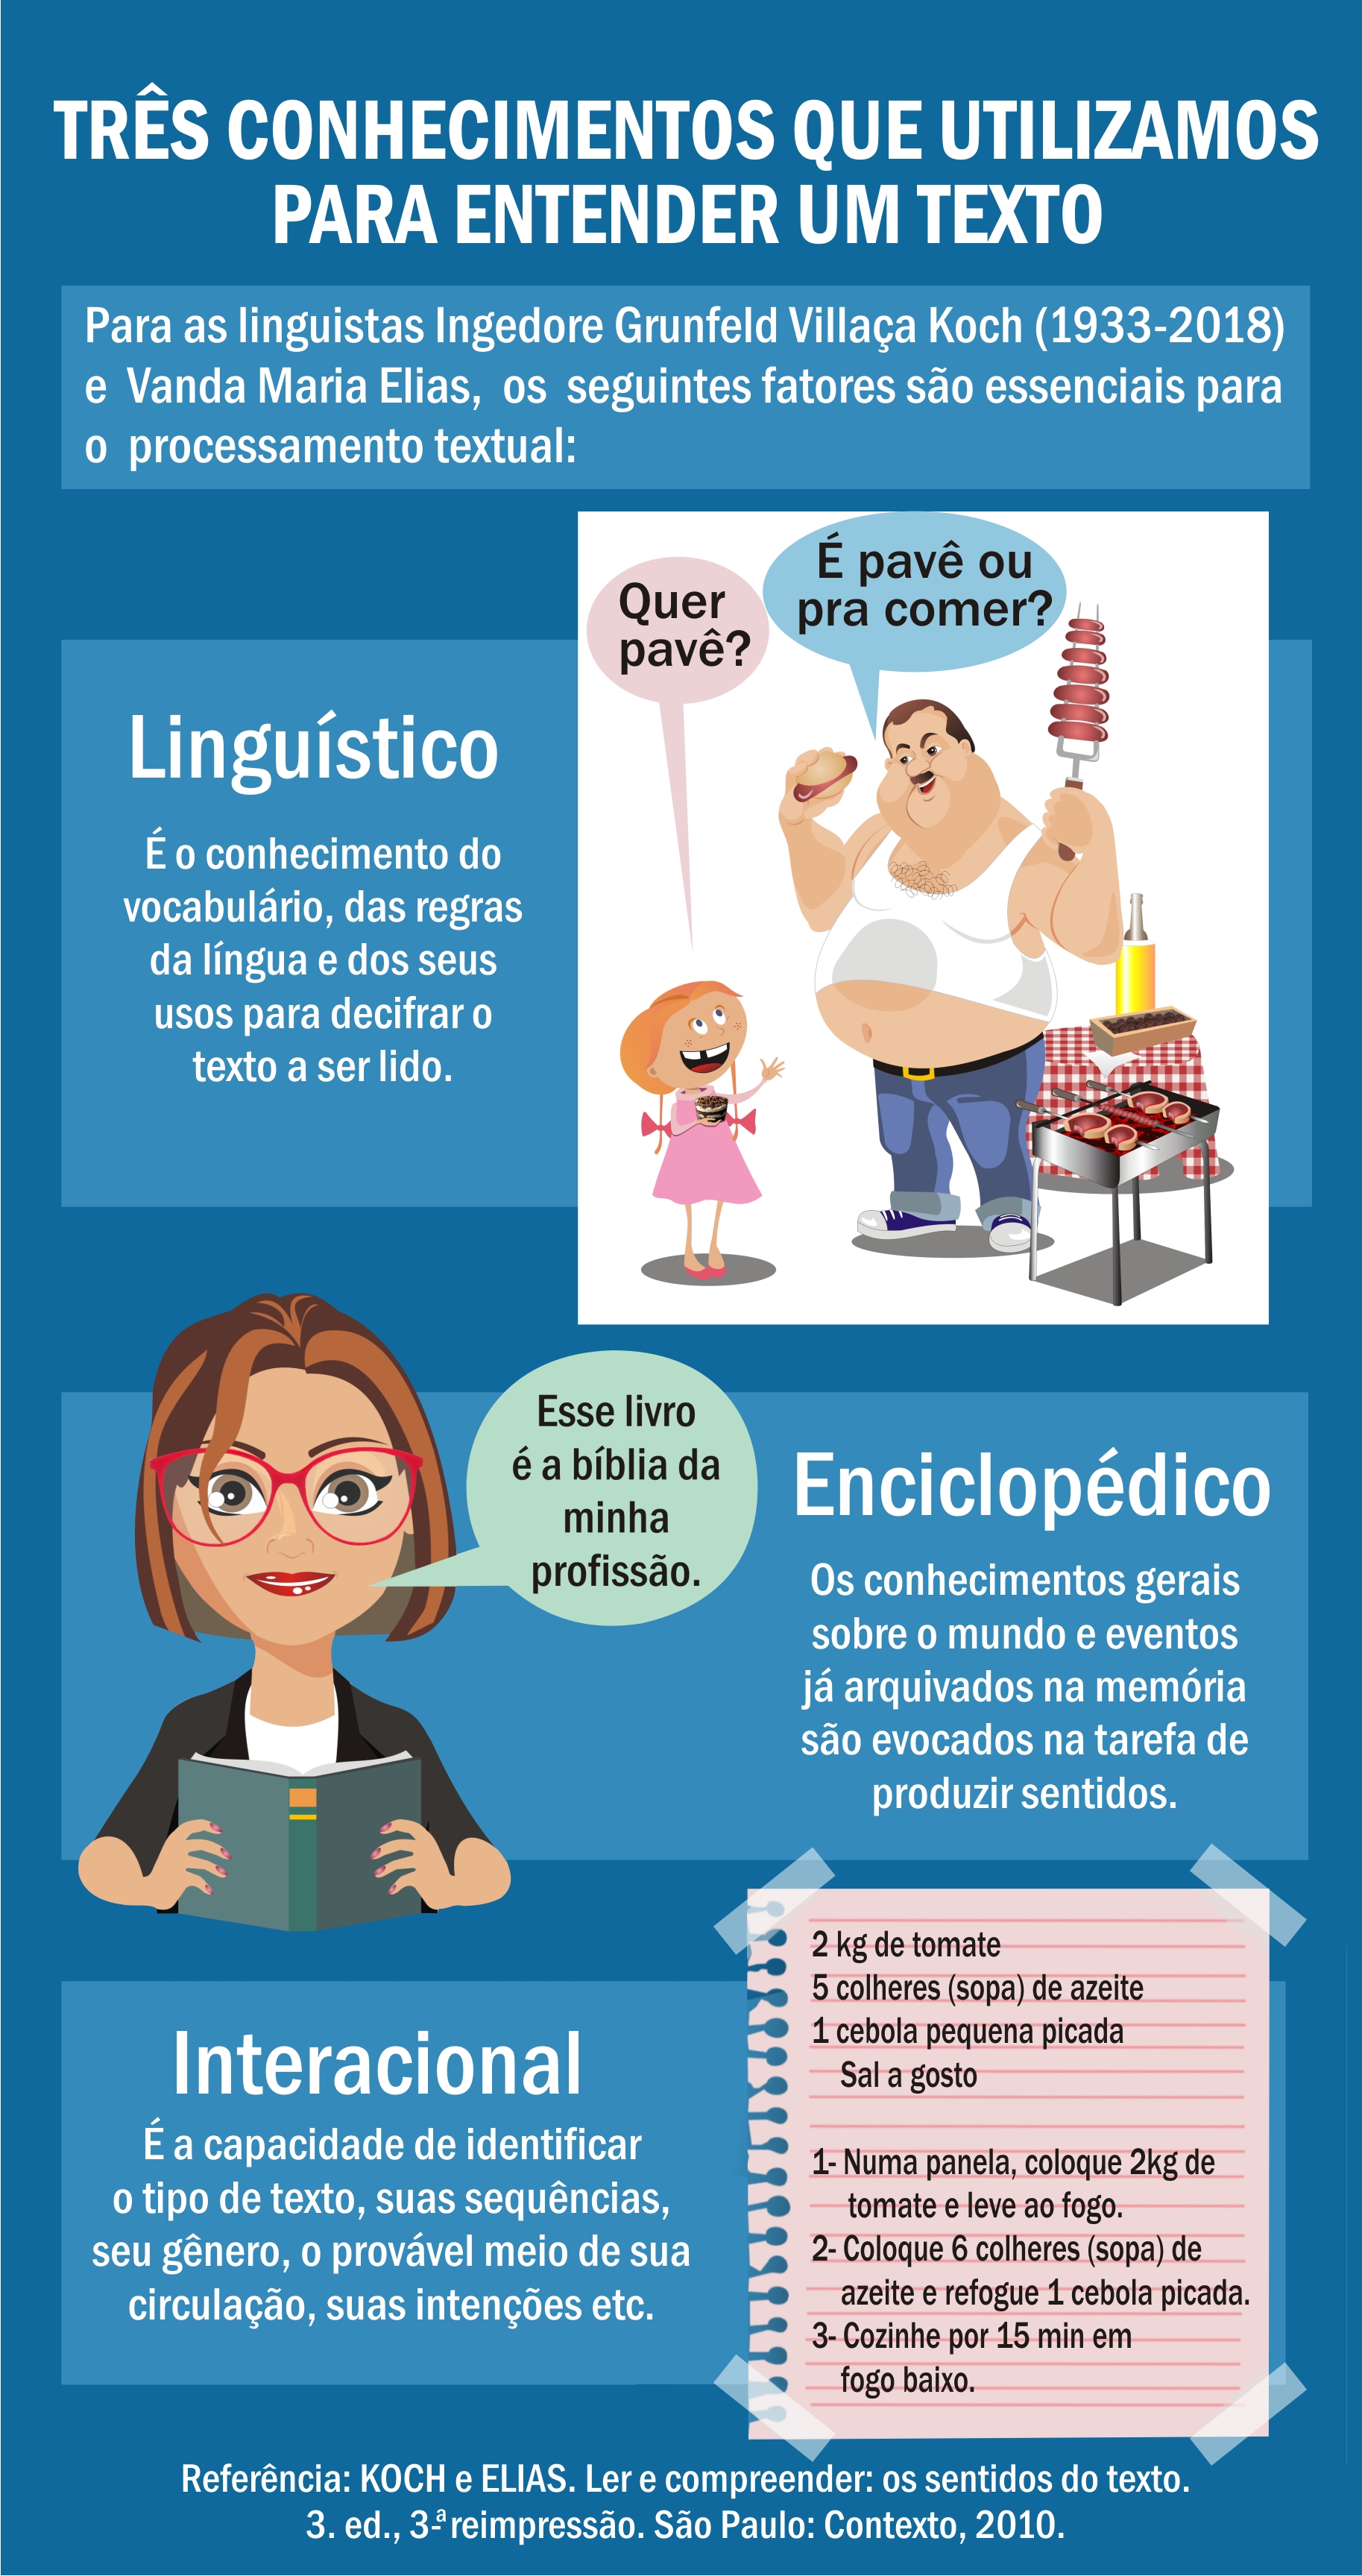 TRÊS CONHECIMENTOS QUE UTILIZAMOS
PARA ENTENDER UM TEXTO
Para as linguistas Ingedore Grunfeld Villaça Koch (1933-2018)
e Vanda Maria Elias, os seguintes fatores são essenciais para
o processamento textual:
Quer
pavê?
É pavê ou
pra comer?
Linguístico
É o conhecimento do
vocabulário, das regras
da língua e dos seus
usos para decifrar o
texto a ser lido.
Esse livro
é a bíblia da
minha
profissão.
Enciclopédico
Os conhecimentos gerais
sobre o mundo e eventos
já arquivados na memória
são evocados na tarefa de
produzir sentidos.
Interacional
É a capacidade de identificar
o tipo de texto, suas sequências,
seu gênero, o provável meio de sua
circulação, suas intenções etc.
2 kg de tomate
5 colheres (sopa) de azeite
1 cebola pequena picada
Sal a gosto
1- Numa panela, coloque 2kg de
tomate e leve ao fogo.
2- Coloque 6 colheres (sopa) de
azeite e refogue 1 cebola picada.
3- Cozinhe por 15 min em
fogo baixo.
Referência: KOCH e ELIAS. Ler e compreender: os sentidos do texto.
3. ed., 3-ª reimpressão. São Paulo: Contexto, 2010.